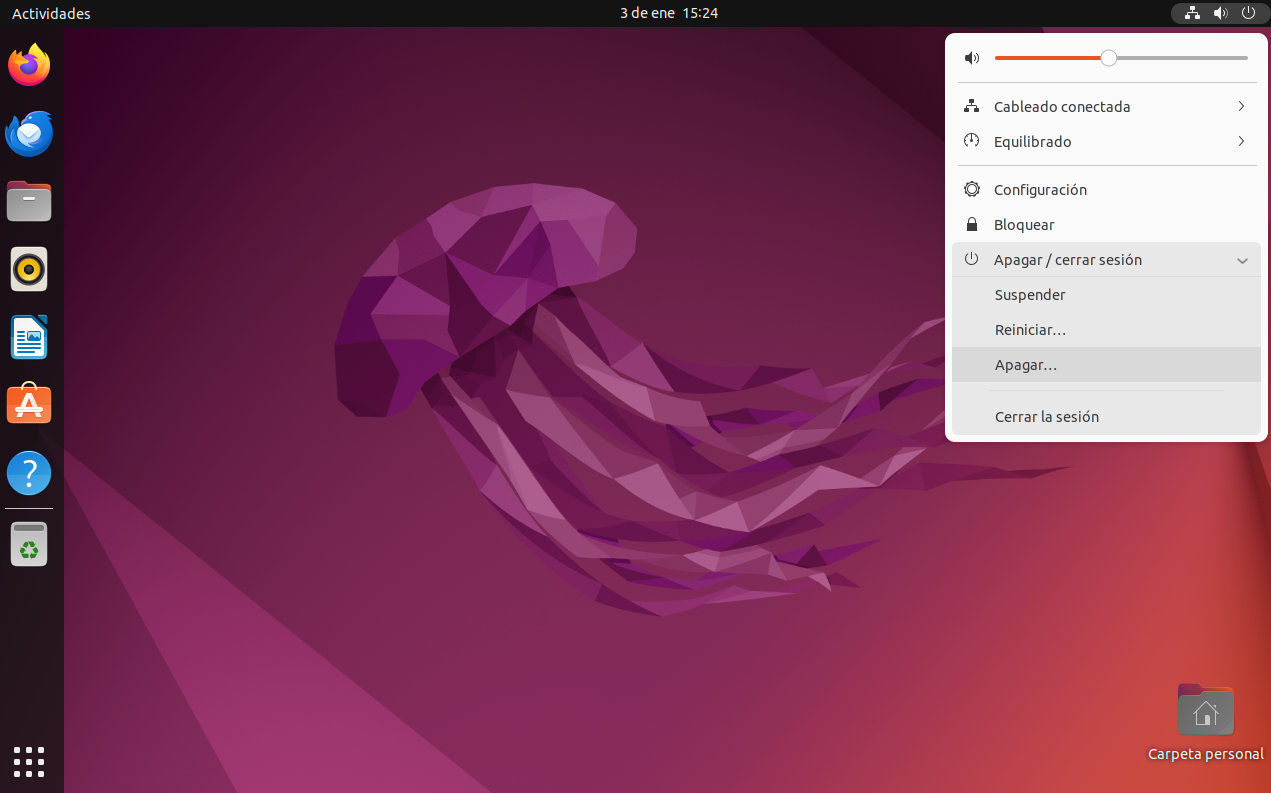 Actividades
3 de ene 15:24
Cableado conectada
Equilibrado
Configuración
Bloquear
Apagar / cerrar sesión
Suspender
Reiniciar…
Apagar…
Cerrar la sesión
Carpeta personal